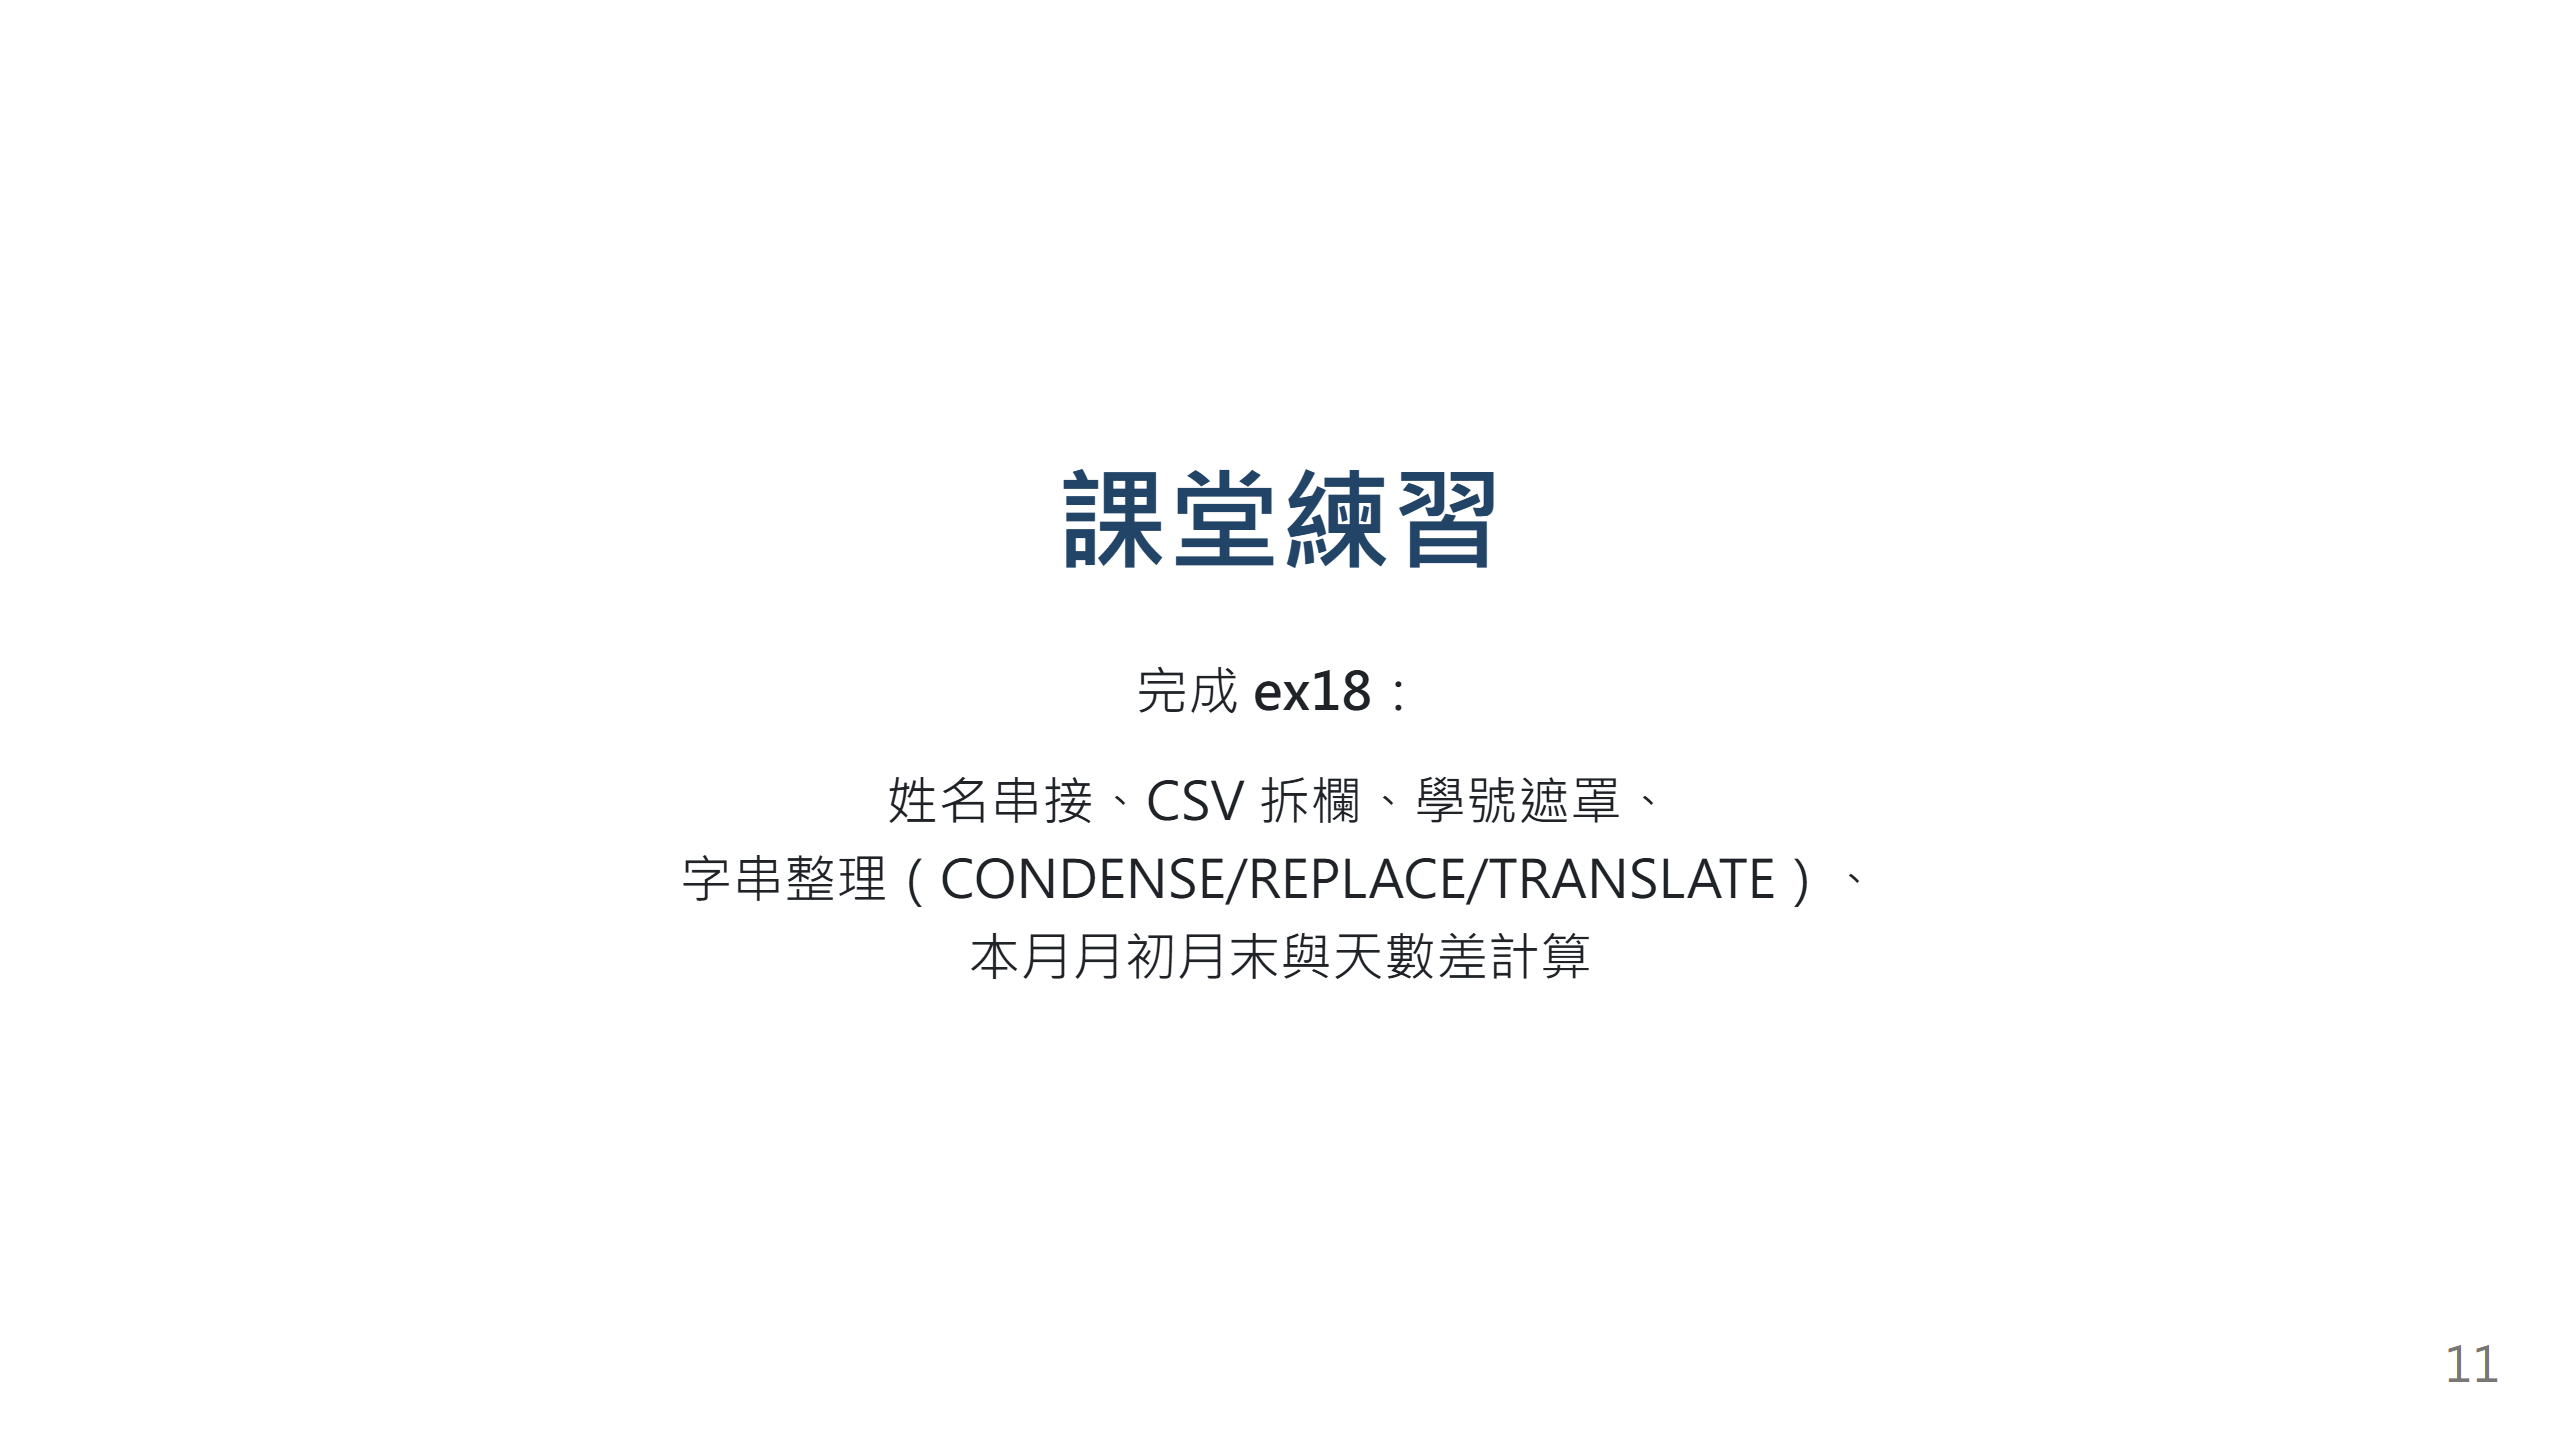 課堂練習
完成 ex18：
姓名串接、CSV 拆欄、學號遮罩、
字串整理（CONDENSE/REPLACE/TRANSLATE）、
本月月初月末與天數差計算
11